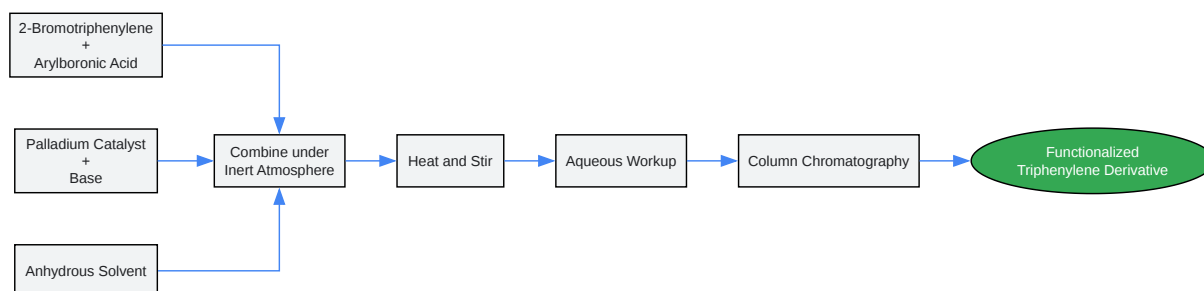 2-Bromotriphenylene
+
Arylboronic Acid
Palladium Catalyst
+
Base
Anhydrous Solvent
Combine under
Inert Atmosphere
Heat and Stir
Aqueous Workup
Column Chromatography
Functionalized
Triphenylene Derivative